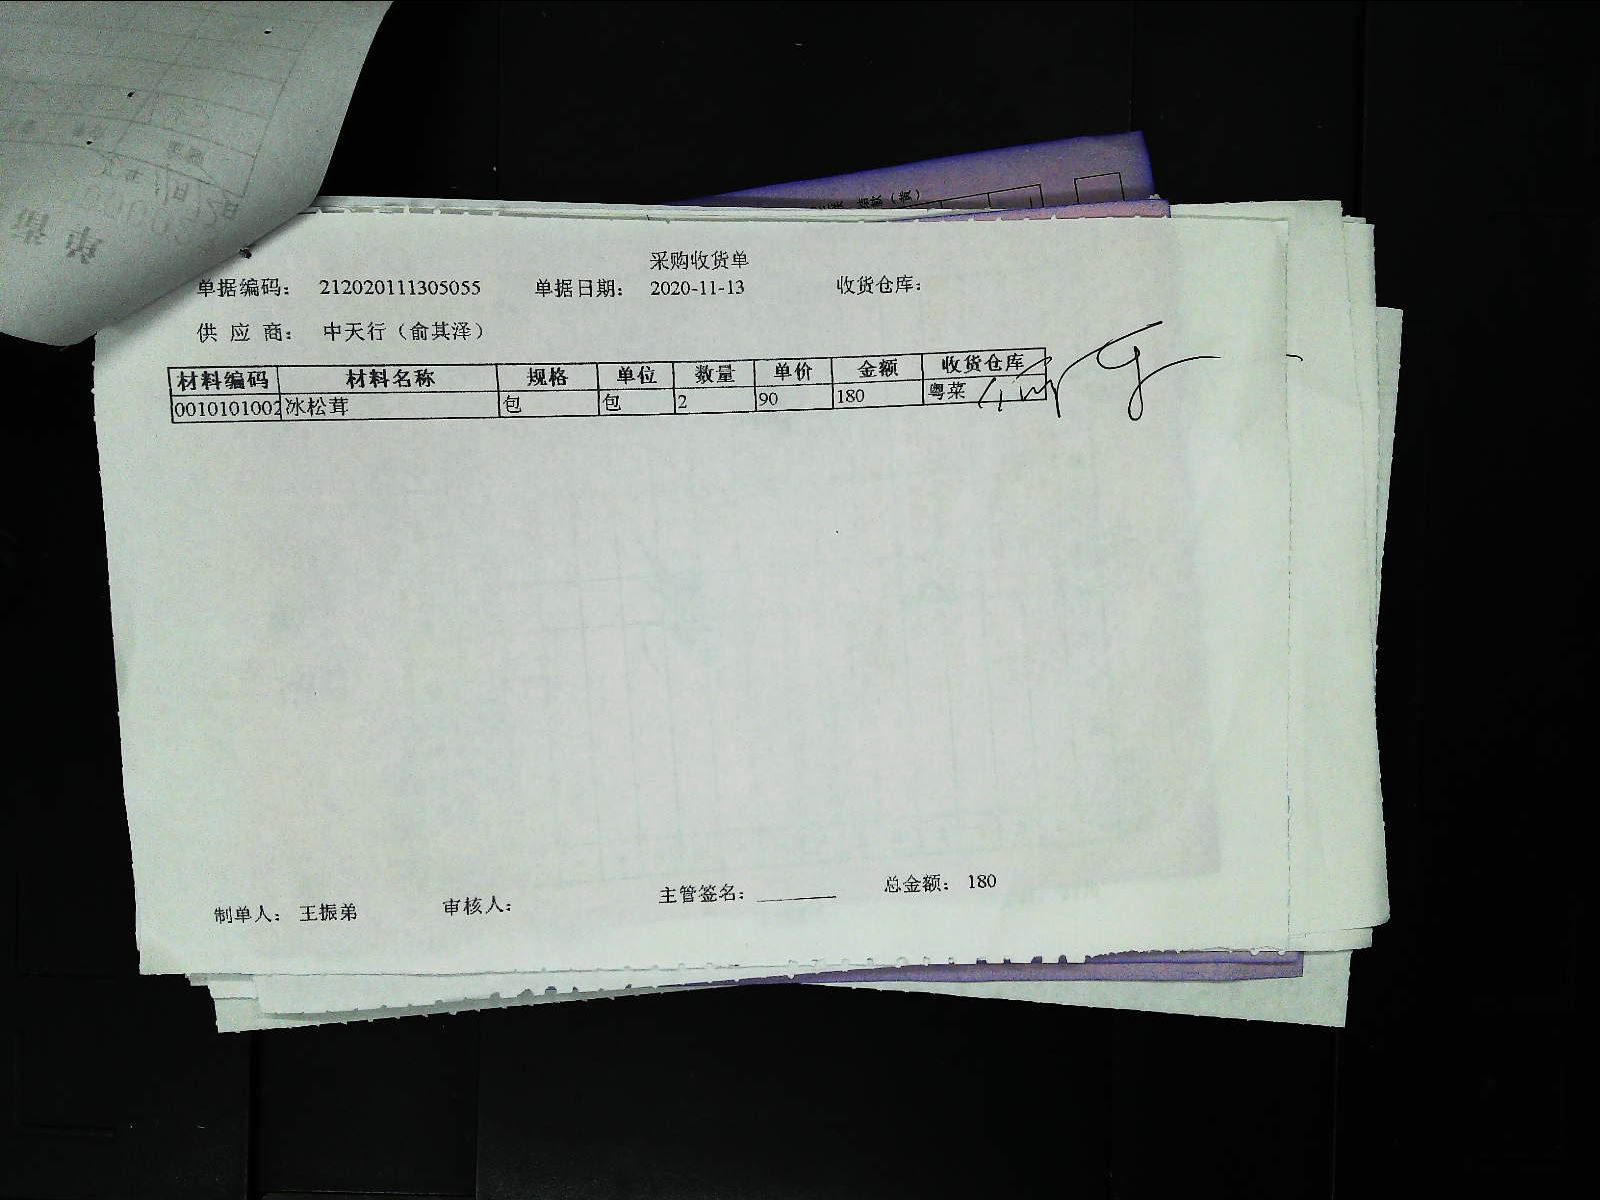 采购收货单
单据编码： 212020111305055 单据日期： 2020-11-13 收货仓库：
供 应 商： 中天行（俞其泽）
材料编码 材料名称 规格 单位 数量 单价 金额 收货仓库
0010101002 冰松茸 包 包 2 90 180 粤菜
制单人： 王振弟 审核人： 主管签名： 总金额： 180